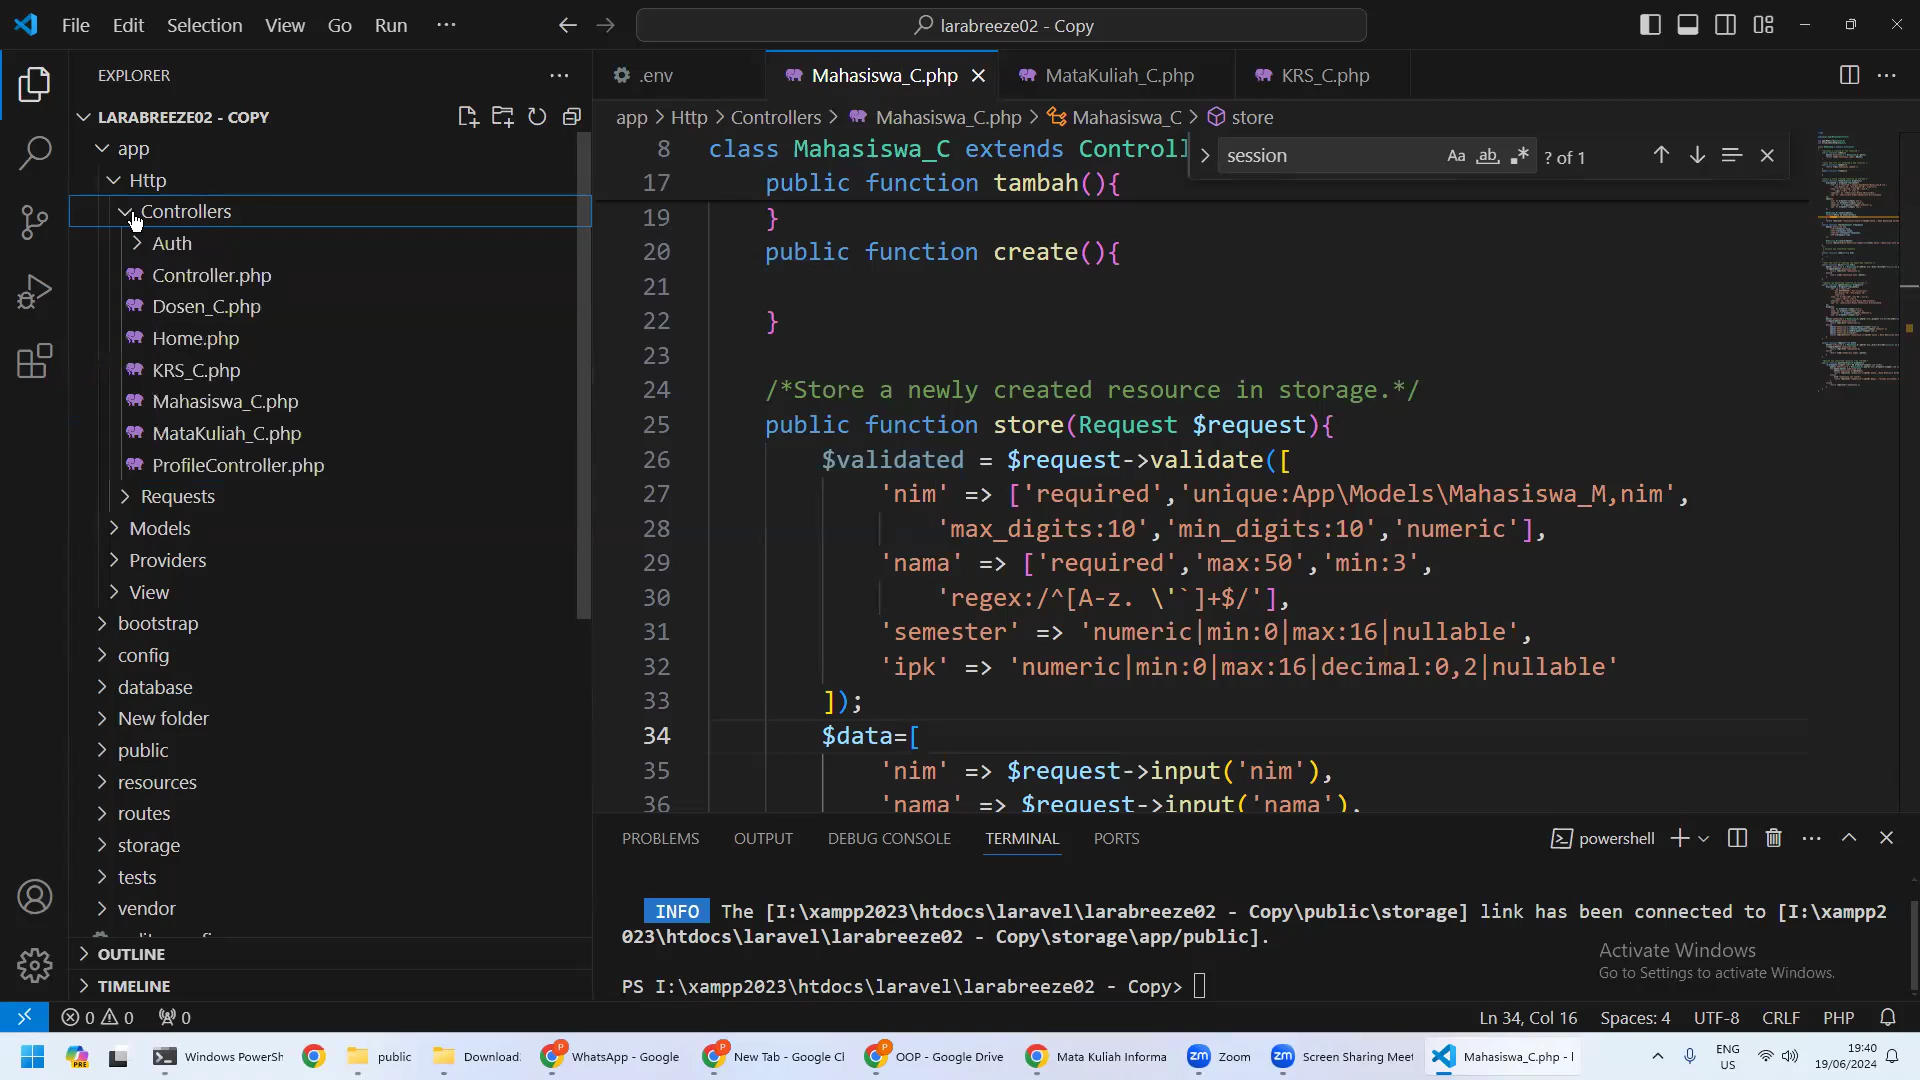 File Edit Selection View Go Run ···
larabreeze02 - Copy
EXPLORER
LARABREEZE02 - COPY
app
Http
Controllers
Auth
Controller.php
Dosen_C.php
Home.php
KRS_C.php
Mahasiswa_C.php
MataKuliah_C.php
ProfileController.php
Requests
Models
Providers
View
bootstrap
config
database
New folder
public
resources
routes
storage
tests
vendor
OUTLINE
TIMELINE
.env Mahasiswa_C.php MataKuliah_C.php KRS_C.php
app > Http > Controllers > Mahasiswa_C.php > Mahasiswa_C > store
session Aa ab ? of 1
8 class Mahasiswa_C extends Controll
17 public function tambah(){
19 }
20 public function create(){
21
22 }
23
24 /*Store a newly created resource in storage.*/
25 public function store(Request $request){
26 $validated = $request->validate([
27 'nim' => ['required','unique:App\Models\Mahasiswa_M,nim',
28 'max_digits:10','min_digits:10','numeric'],
29 'nama' => ['required','max:50','min:3',
30 'regex:/^[A-z. \'`]+$/'],
31 'semester' => 'numeric|min:0|max:16|nullable',
32 'ipk' => 'numeric|min:0|max:16|decimal:0,2|nullable'
33 ]);
34 $data=[
35 'nim' => $request->input('nim'),
36 'nama' => $request->input('nama'),
PROBLEMS OUTPUT DEBUG CONSOLE TERMINAL PORTS
powershell
INFO The [I:\xampp2023\htdocs\laravel\larabreeze02 - Copy\public\storage] link has been connected to [I:\xampp2
023\htdocs\laravel\larabreeze02 - Copy\storage\app/public].
PS I:\xampp2023\htdocs\laravel\larabreeze02 - Copy>
Activate Windows
Go to Settings to activate Windows.
0 0 0
Ln 34, Col 16 Spaces: 4 UTF-8 CRLF PHP
Windows PowerSh public Download WhatsApp - Google New Tab - Google Cl OOP - Google Drive Mata Kuliah Informa Zoom Screen Sharing Meet Mahasiswa_C.php - l
ENG
US
19:40
19/06/2024